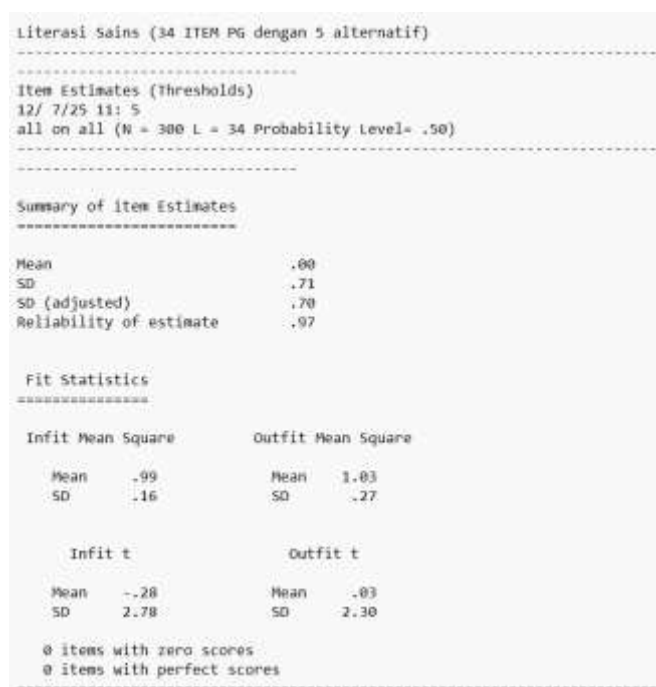 Literasi Sains (34 ITEM PG dengan 5 alternatif)
--------------------------------------------------------------------------------
--------------------------------
Item Estimates (Thresholds)
12/ 7/25 11: 5
all on all (N = 300 L = 34 Probability Level= .50)
--------------------------------------------------------------------------------
--------------------------------
Summary of item Estimates
=========================
Mean .00
SD .71
SD (adjusted) .70
Reliability of estimate .97
Fit Statistics
===============
Infit Mean Square Outfit Mean Square
Mean .99 Mean 1.03
SD .16 SD .27
Infit t Outfit t
Mean -.28 Mean .03
SD 2.78 SD 2.30
0 items with zero scores
0 items with perfect scores
--------------------------------------------------------------------------------